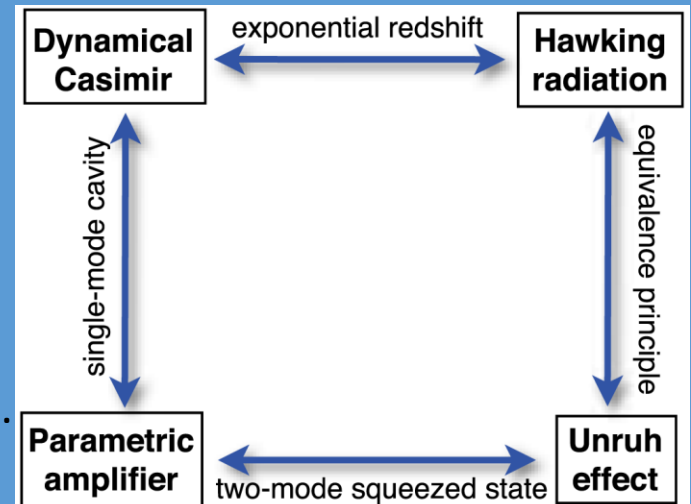 Dynamical
Casimir
exponential redshift
Hawking
radiation
single-mode cavity
equivalence principle
Parametric
amplifier
two-mode squeezed state
Unruh
effect